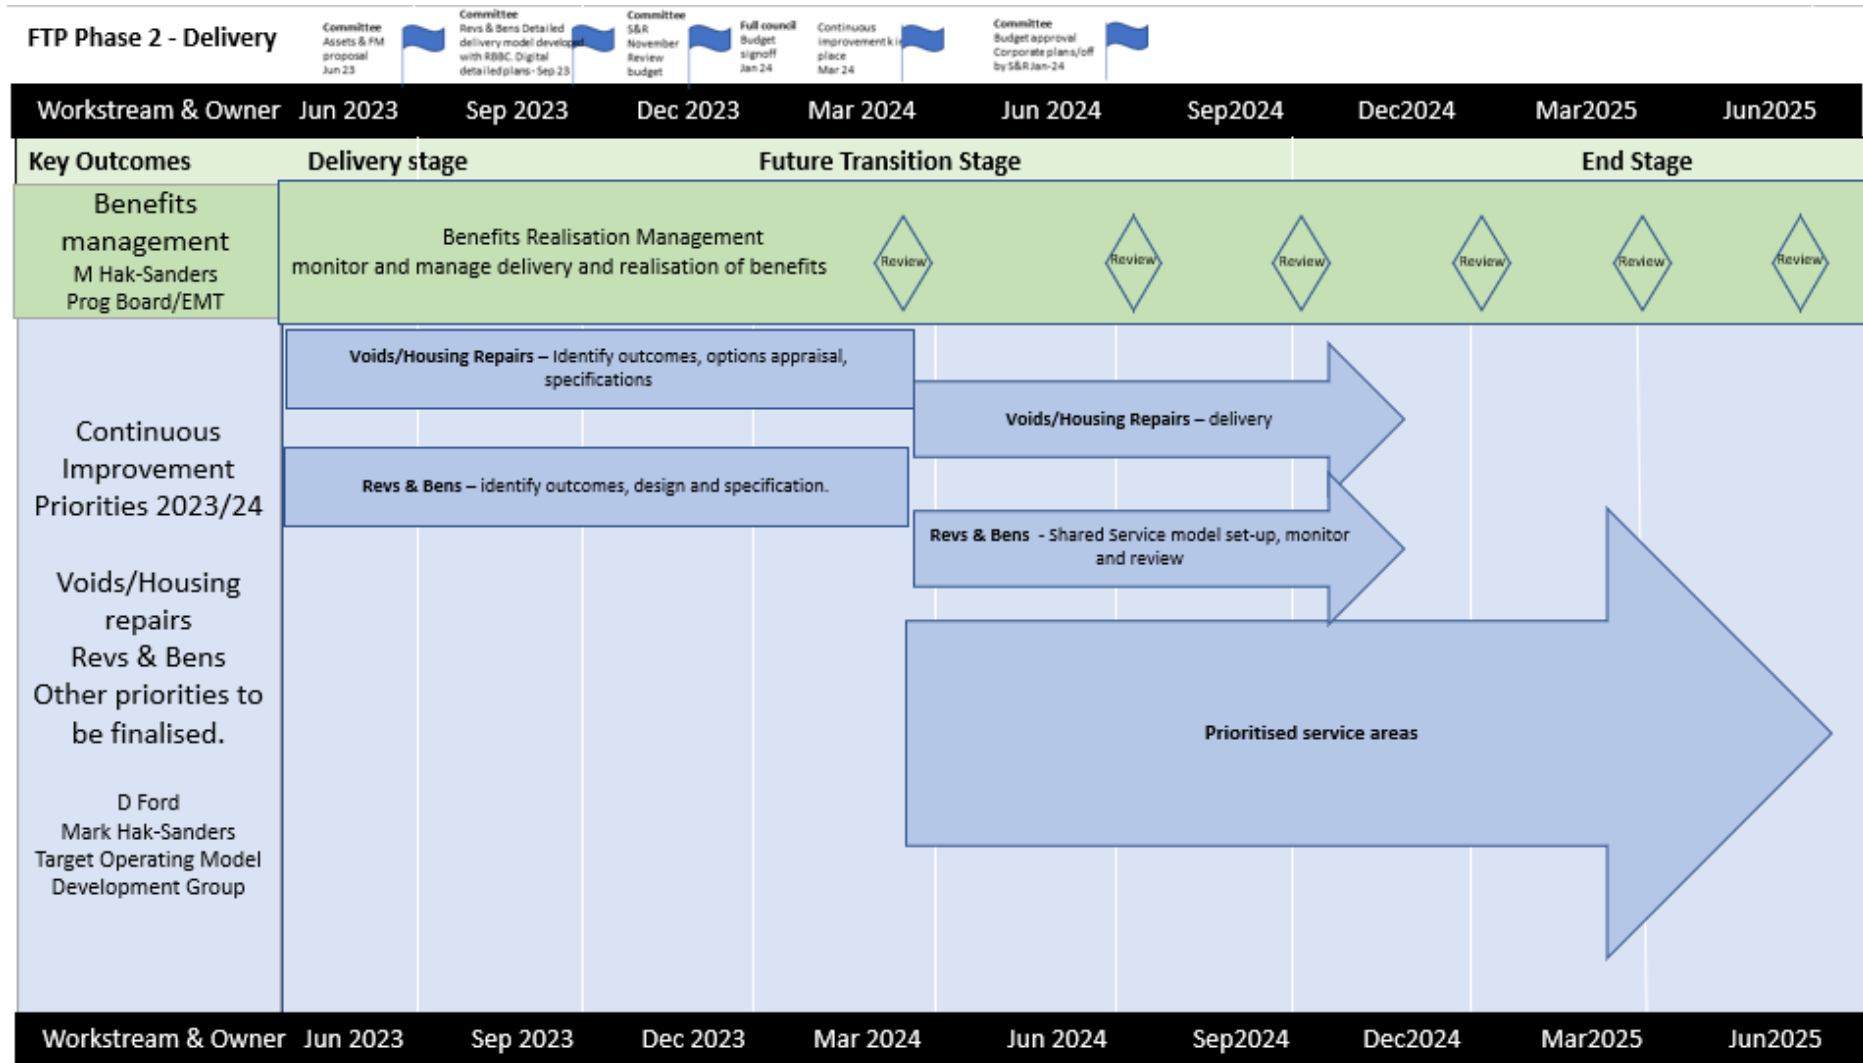 FTP Phase 2 - Delivery
Committee
Assets & FM
proposal
Jun 23
Committee
Revs & Bens Detailed
delivery model developed
with RBBC. Digital
detailed plans - Sep 23
Committee
S&R
November
Review
budget
Full council
Budget
signoff
Jan 24
Continuous
improvement k in
place
Mar 24
Committee
Budget approval
Corporate plans/off
by S&R Jan-24
Workstream & Owner Jun 2023 Sep 2023 Dec 2023 Mar 2024 Jun 2024 Sep2024 Dec2024 Mar2025 Jun2025
Key Outcomes Delivery stage Future Transition Stage End Stage
Benefits
management
M Hak-Sanders
Prog Board/EMT
Benefits Realisation Management
monitor and manage delivery and realisation of benefits
Review Review Review Review Review Review
Continuous
Improvement
Priorities 2023/24
Voids/Housing
repairs
Revs & Bens
Other priorities to
be finalised.
D Ford
Mark Hak-Sanders
Target Operating Model
Development Group
Voids/Housing Repairs – Identify outcomes, options appraisal,
specifications
Voids/Housing Repairs – delivery
Revs & Bens – identify outcomes, design and specification.
Revs & Bens - Shared Service model set-up, monitor
and review
Prioritised service areas
Workstream & Owner Jun 2023 Sep 2023 Dec 2023 Mar 2024 Jun 2024 Sep2024 Dec2024 Mar2025 Jun2025